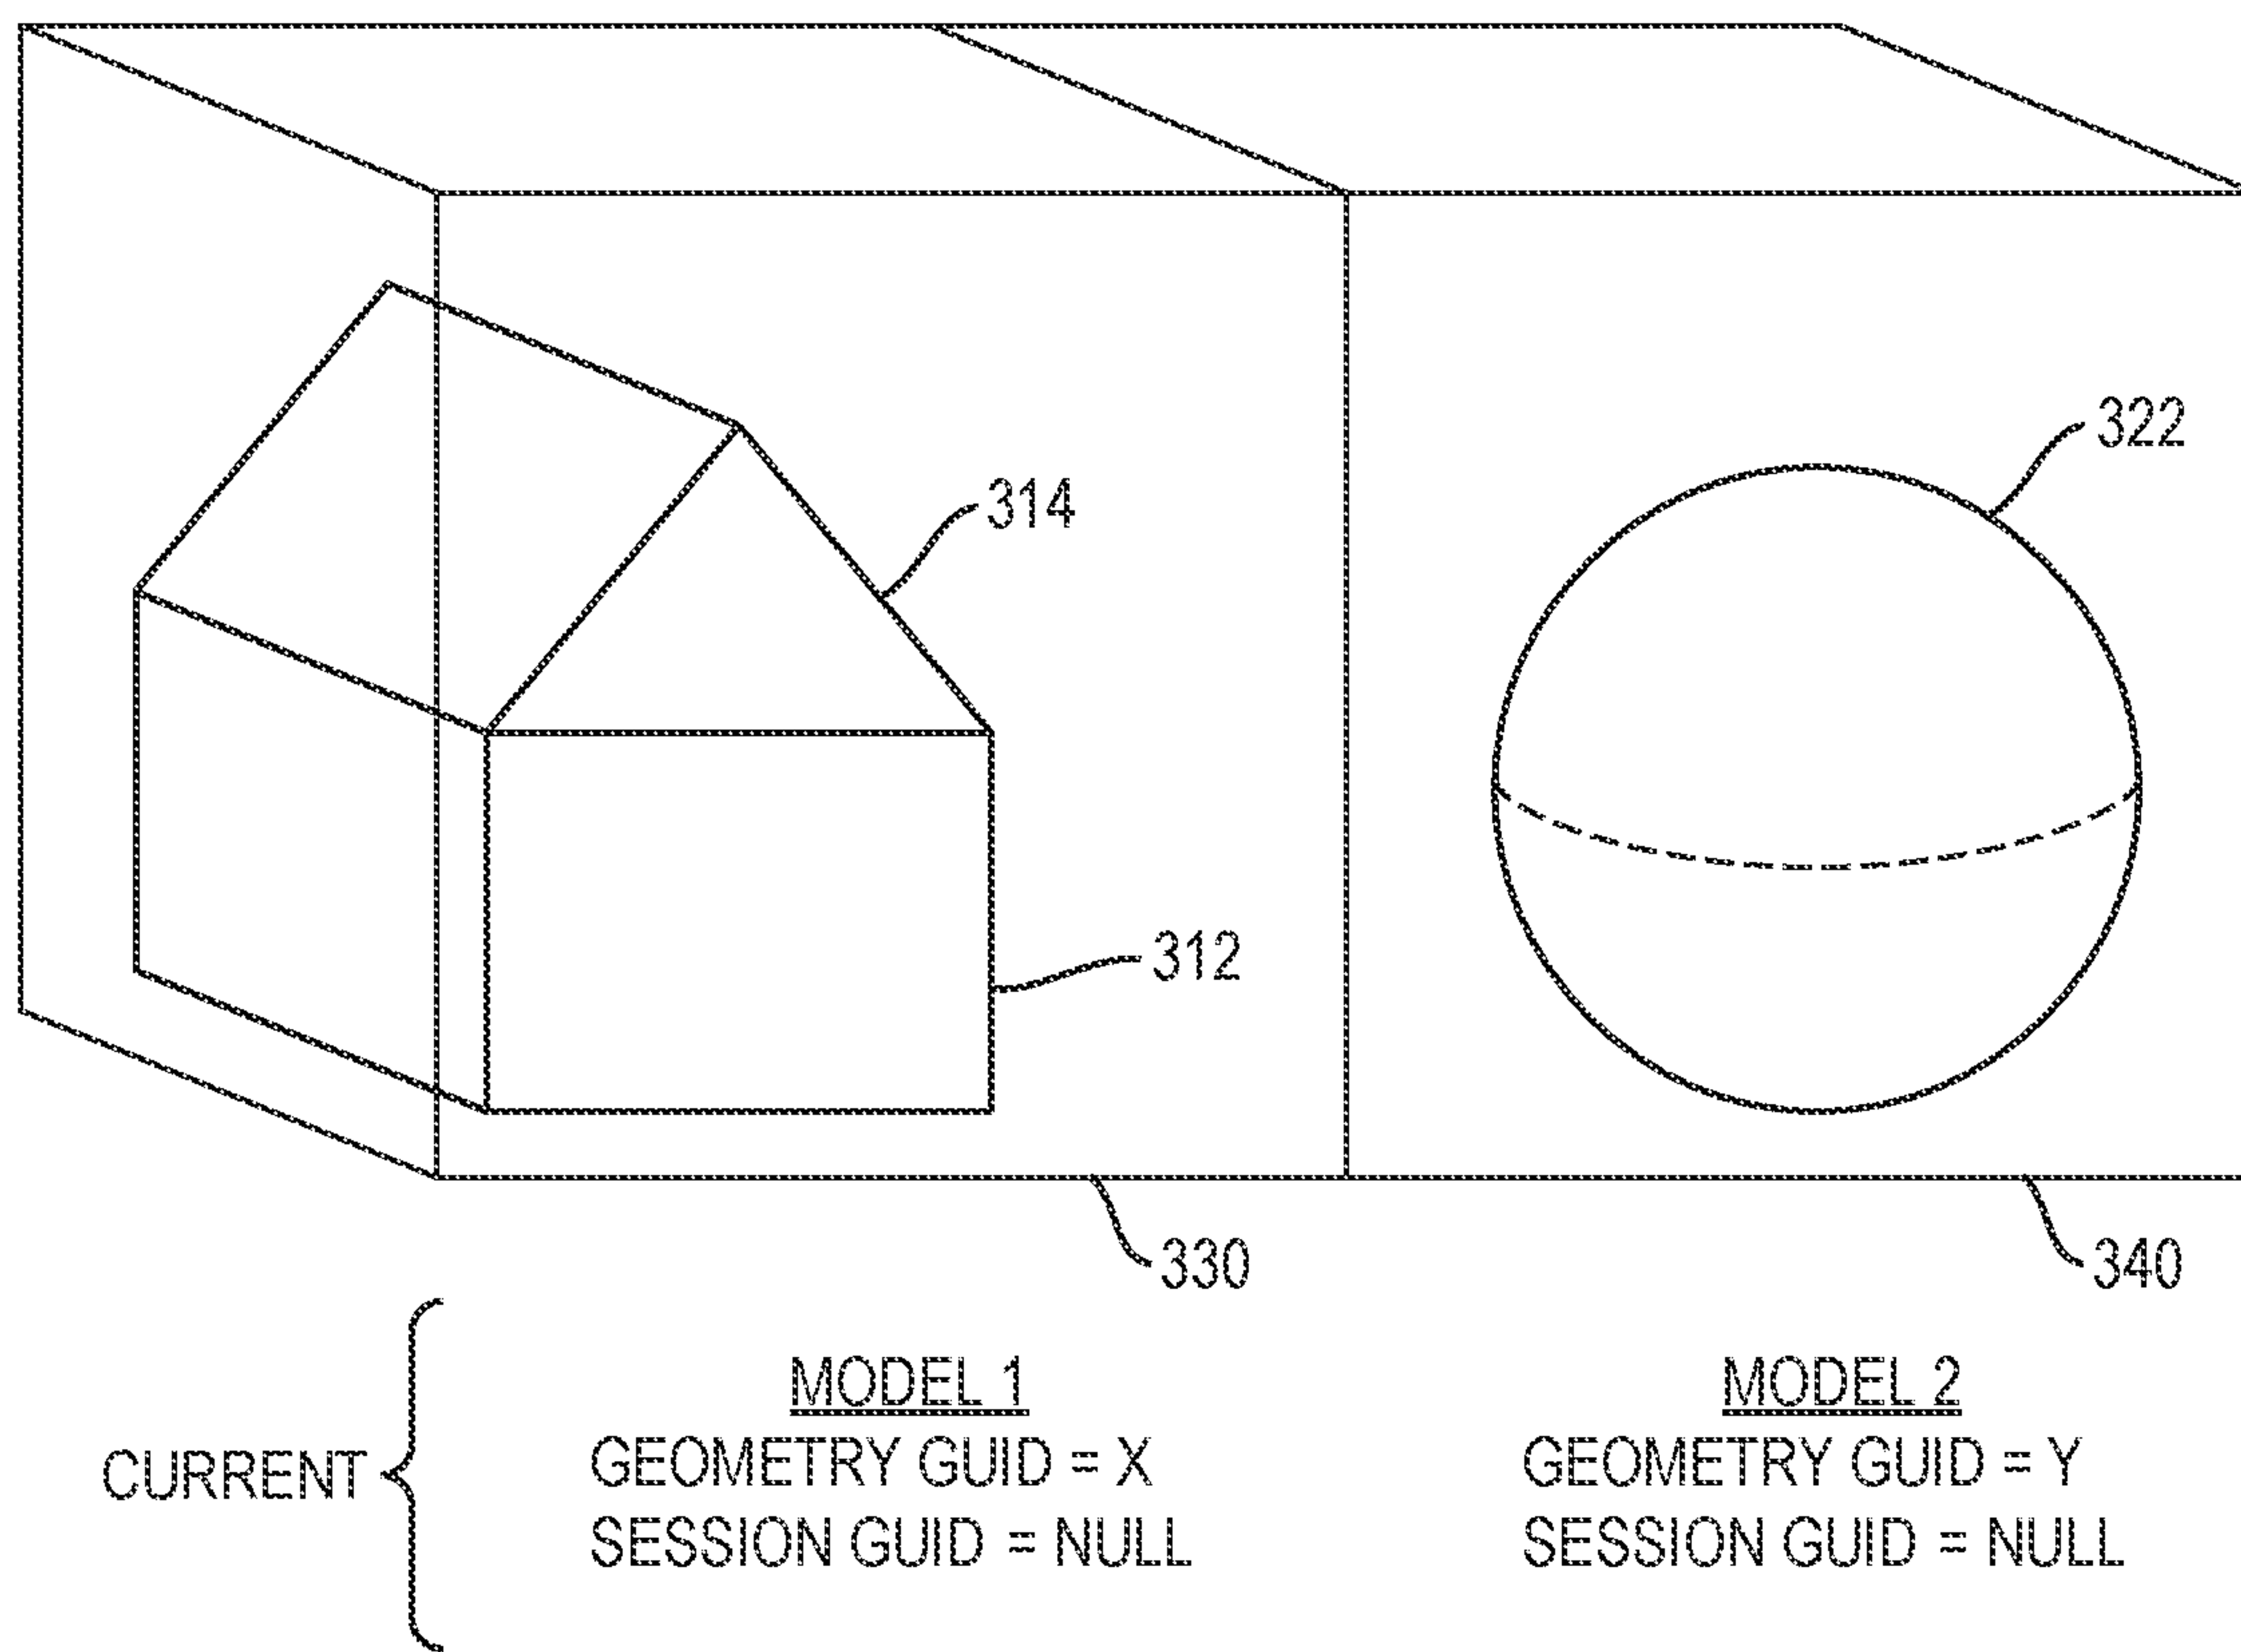 322
314
312
330
340
CURRENT
MODEL 1
GEOMETRY GUID = X
SESSION GUID = NULL
MODEL 2
GEOMETRY GUID = Y
SESSION GUID = NULL